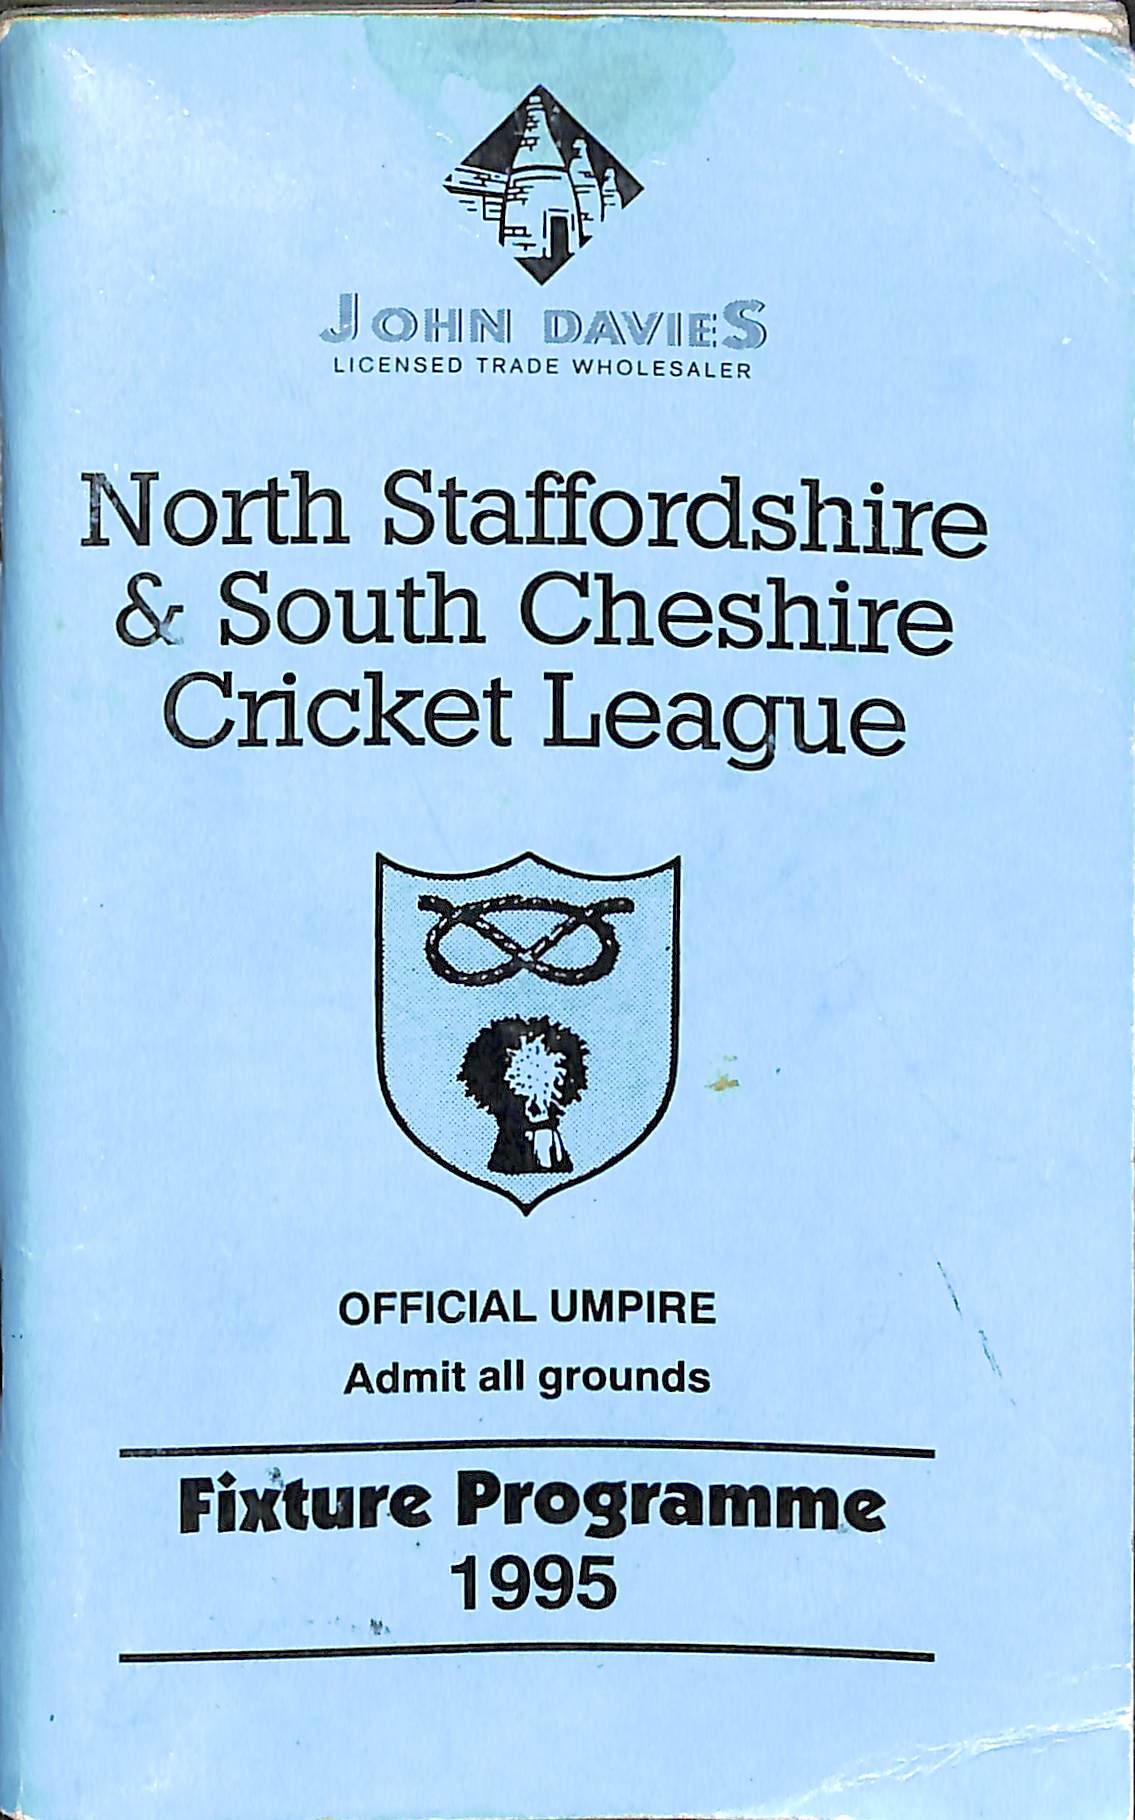 JOHN DAVIES
LICENSED TRADE WHOLESALER
North Staffordshire
& South Cheshire
Cricket League
OFFICIAL UMPIRE
Admit all grounds
Fixture Programme
1995